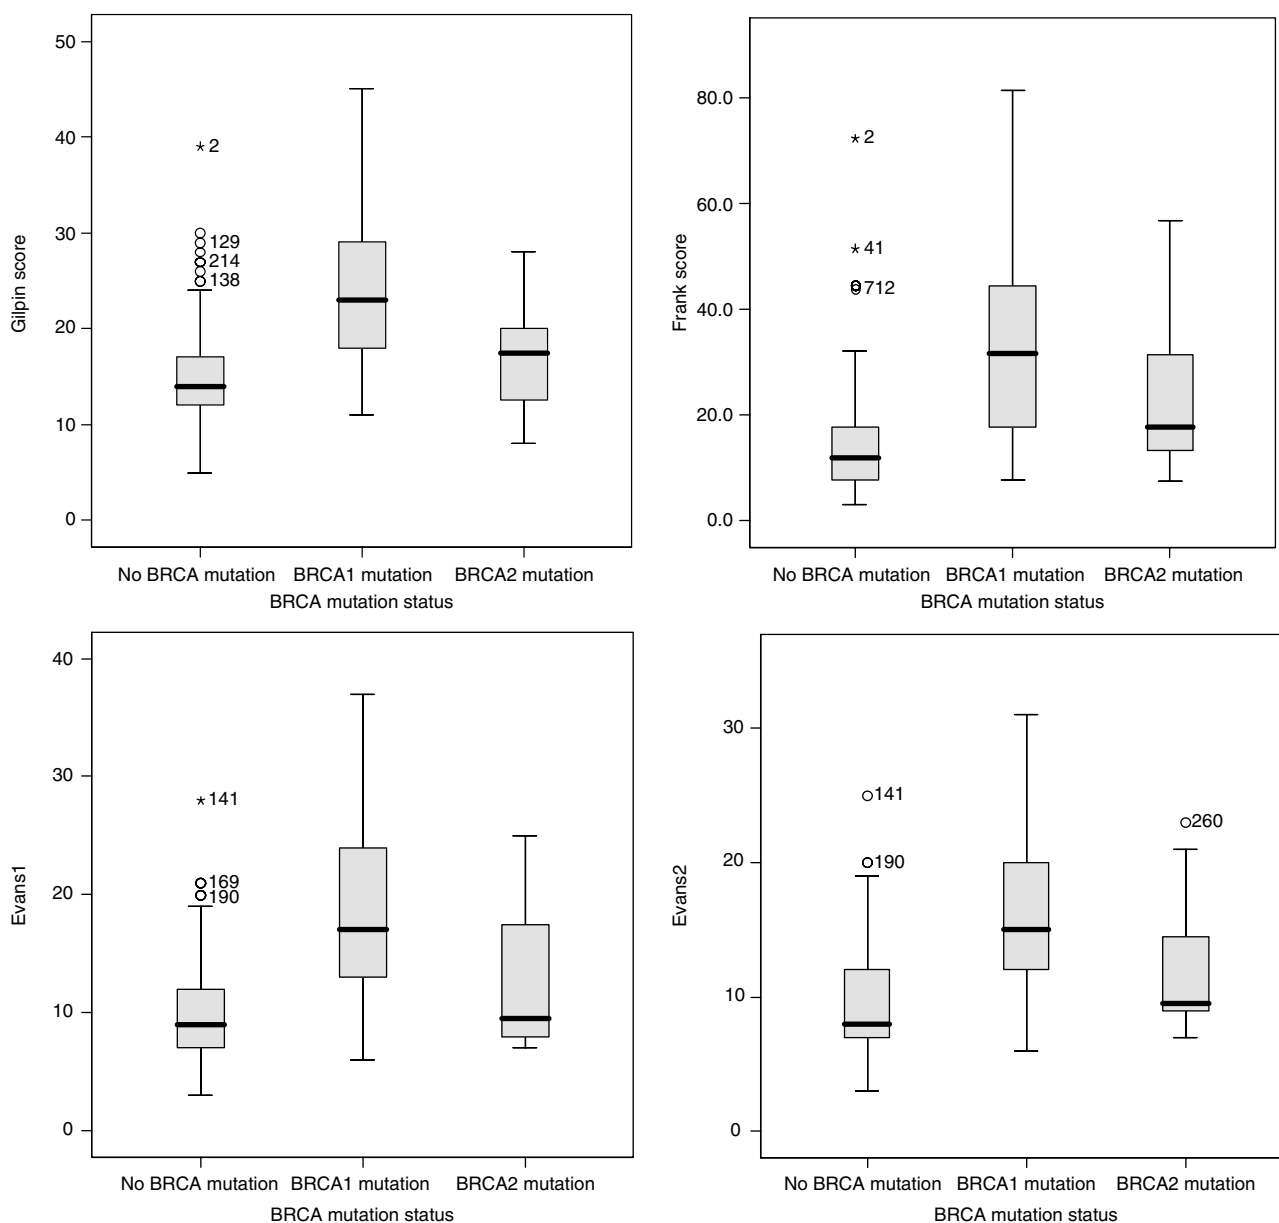 50
40
30
20
10
0
Gilpin score
2
129
214
138
No BRCA mutation BRCA1 mutation BRCA2 mutation
BRCA mutation status
80.0
60.0
40.0
20.0
0.0
Frank score
2
41
712
No BRCA mutation BRCA1 mutation BRCA2 mutation
BRCA mutation status
40
30
20
10
0
Evans1
141
169
190
No BRCA mutation BRCA1 mutation BRCA2 mutation
BRCA mutation status
30
20
10
0
Evans2
141
190
260
No BRCA mutation BRCA1 mutation BRCA2 mutation
BRCA mutation status